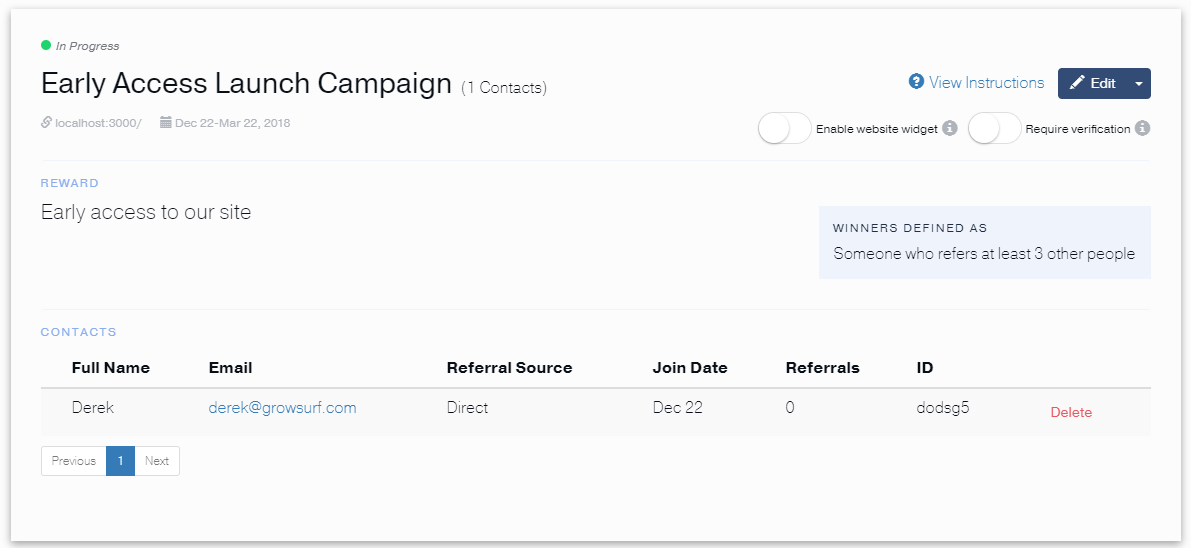 In Progress
Early Access Launch Campaign (1 Contacts)
View Instructions
Edit
localhost:3000/ Dec 22-Mar 22, 2018
Enable website widget
Require verification
REWARD
Early access to our site
WINNERS DEFINED AS
Someone who refers at least 3 other people
CONTACTS
Full Name Email Referral Source Join Date Referrals ID
Derek derek@growsurf.com Direct Dec 22 0 dodsg5 Delete
Previous 1 Next